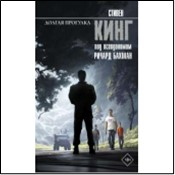 СТИВЕН
ДОЛГАЯ ПРОГУЛКА
КИНГ
под псевдонимом
РИЧАРД БАХМАН